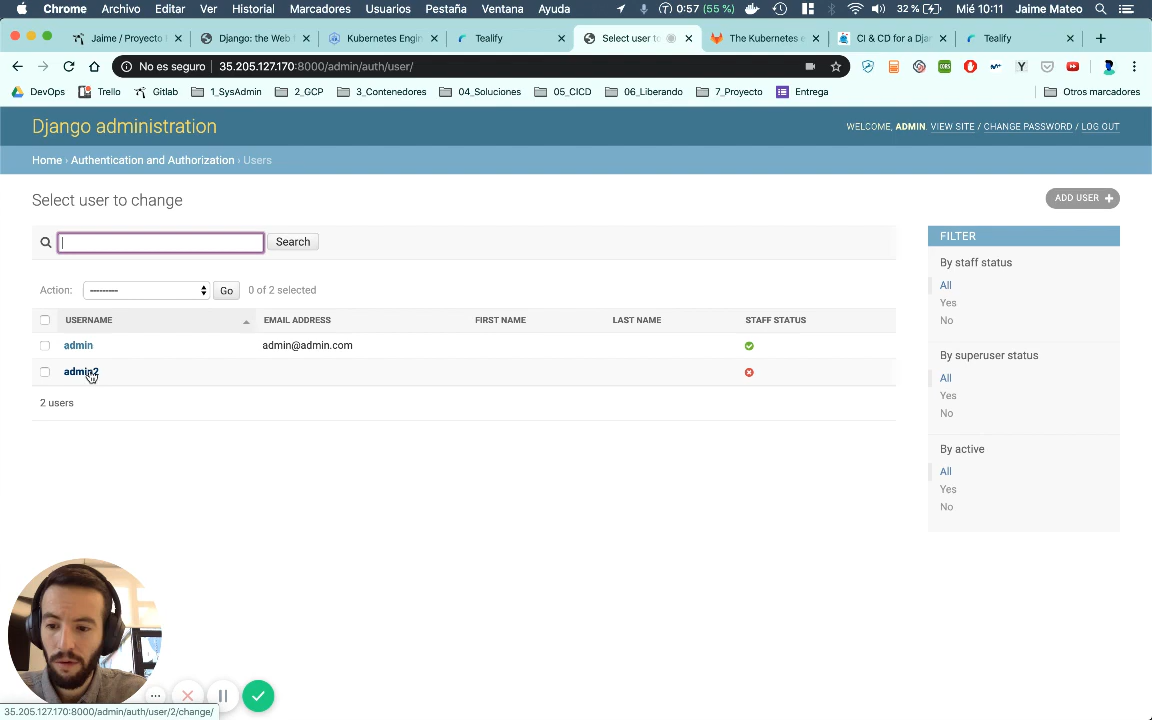 Chrome Archivo Editar Ver Historial Marcadores Usuarios Pestaña Ventana Ayuda 0:57 (55 %) 32 % Mié 10:11 Jaime Mateo
Jaime / Proyecto Django: the Web f Kubernetes Engin Tealify Select user to The Kubernetes e CI & CD for a Djan Tealify
No es seguro 35.205.127.170:8000/admin/auth/user/
DevOps Trello Gitlab 1_SysAdmin 2_GCP 3_Contenedores 04_Soluciones 05_CICD 06_Liberando 7_Proyecto Entrega Otros marcadores
Django administration
WELCOME, ADMIN. VIEW SITE / CHANGE PASSWORD / LOG OUT
Home › Authentication and Authorization › Users
Select user to change
ADD USER +
Search
FILTER
By staff status
All
Yes
No
By superuser status
All
Yes
No
By active
All
Yes
No
Action: --------- Go 0 of 2 selected
USERNAME EMAIL ADDRESS FIRST NAME LAST NAME STAFF STATUS
admin admin@admin.com
admin2
2 users
35.205.127.170:8000/admin/auth/user/2/change/